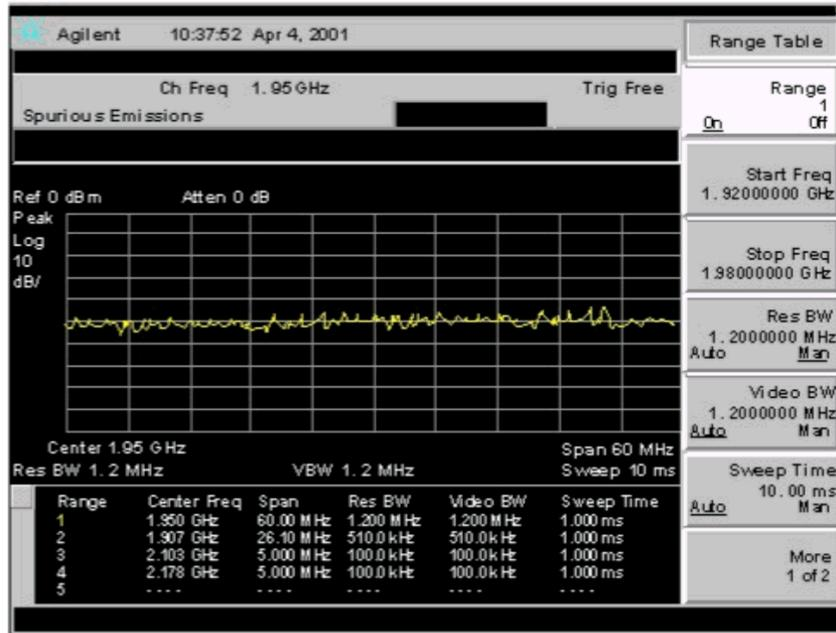 Agilent 10:37:52 Apr 4, 2001
Ch Freq 1.95 GHz Trig Free
Spurious Emissions
Ref 0 dBm Atten 0 dB
Peak
Log
10
dB/
Center 1.95 GHz Span 60 MHz
Res BW 1.2 MHz VBW 1.2 MHz Sweep 10 ms
Range Center Freq Span Res BW Video BW Sweep Time
1 1.950 GHz 60.00 MHz 1.200 MHz 1.200 MHz 1.000 ms
2 1.907 GHz 26.10 MHz 510.0 kHz 510.0 kHz 1.000 ms
3 2.103 GHz 5.000 MHz 100.0 kHz 100.0 kHz 1.000 ms
4 2.178 GHz 5.000 MHz 100.0 kHz 100.0 kHz 1.000 ms
5 ---- ---- ---- ---- ----
Range Table
Range
1
On Off
Start Freq
1.92000000 GHz
Stop Freq
1.98000000 GHz
Res BW
1.2000000 MHz
Auto Man
Video BW
1.2000000 MHz
Auto Man
Sweep Time
10.00 ms
Auto Man
More
1 of 2